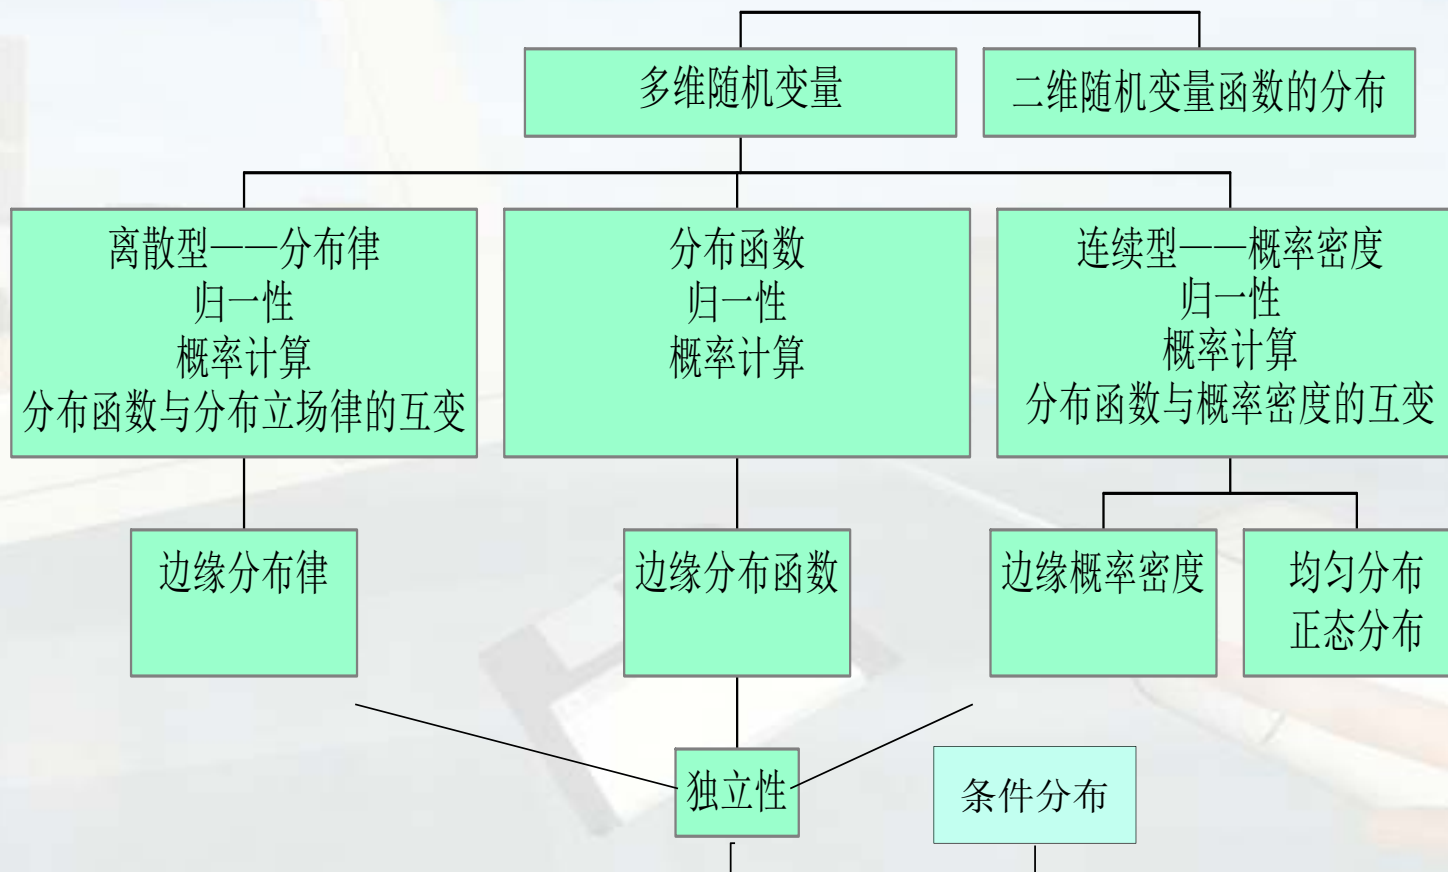 多维随机变量
二维随机变量函数的分布
离散型——分布律
归一性
概率计算
分布函数与分布立场律的互变
分布函数
归一性
概率计算
连续型——概率密度
归一性
概率计算
分布函数与概率密度的互变
边缘分布律
边缘分布函数
边缘概率密度
均匀分布
正态分布
独立性
条件分布